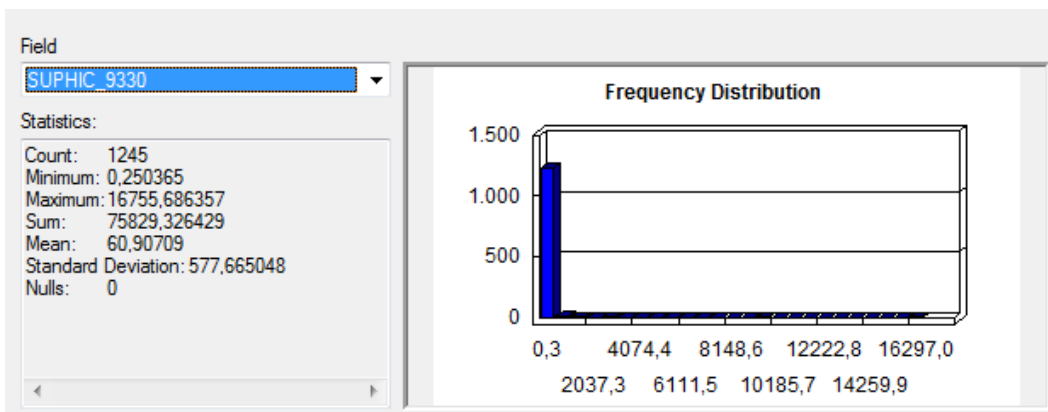 Field
SUPHIC_9330
Statistics:
Count: 1245
Minimum: 0,250365
Maximum: 16755,686357
Sum: 75829,326429
Mean: 60,90709
Standard Deviation: 577,665048
Nulls: 0
Frequency Distribution
1.500
1.000
500
0
0,3 4074,4 8148,6 12222,8 16297,0
2037,3 6111,5 10185,7 14259,9